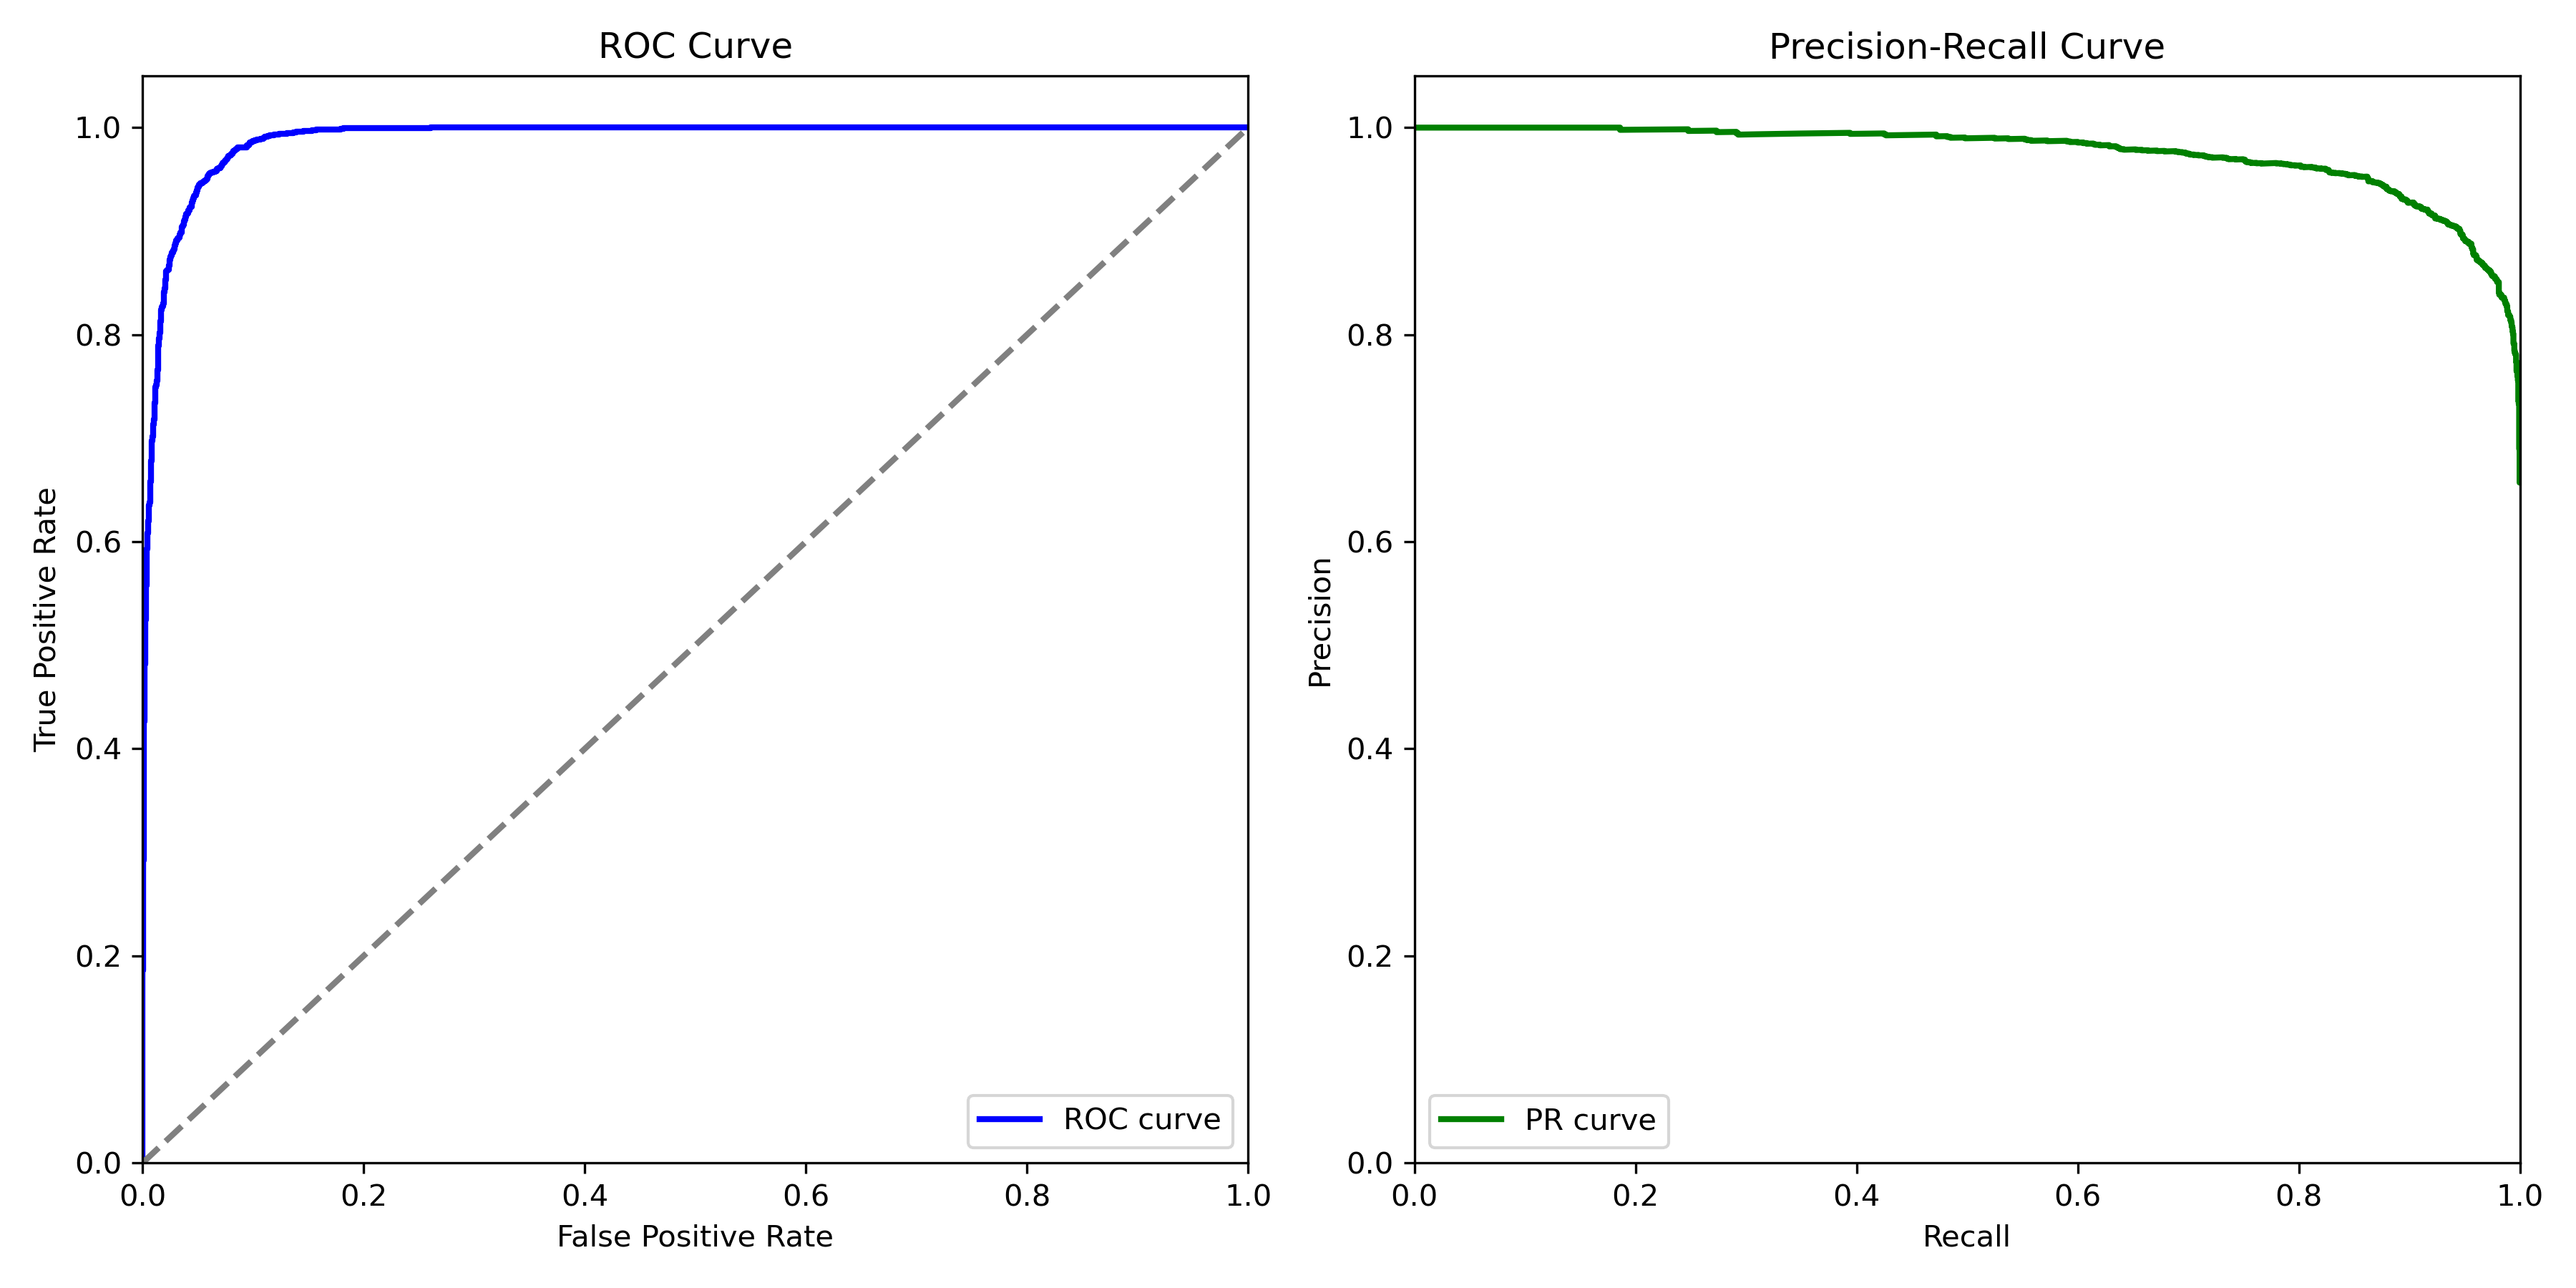 ROC Curve
1.0
0.8
0.6
0.4
0.2
0.0
True Positive Rate
0.0 0.2 0.4 0.6 0.8 1.0
False Positive Rate
ROC curve
Precision-Recall Curve
1.0
0.8
0.6
0.4
0.2
0.0
Precision
0.0 0.2 0.4 0.6 0.8 1.0
Recall
PR curve